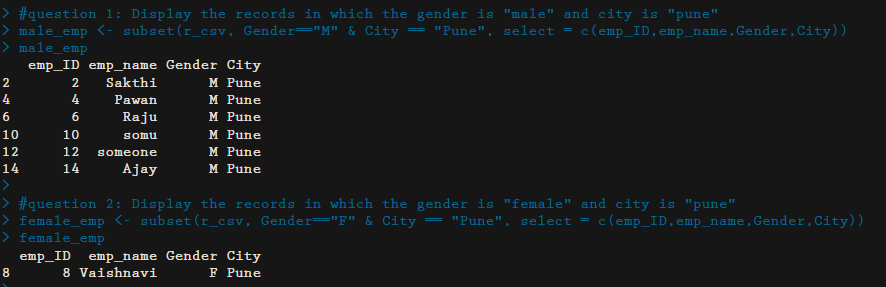 > #question 1: Display the records in which the gender is "male" and city is "pune"
> male_emp <- subset(r_csv, Gender=="M" & City == "Pune", select = c(emp_ID,emp_name,Gender,City))
> male_emp
   emp_ID emp_name Gender City
2       2   Sakthi      M Pune
4       4    Pawan      M Pune
6       6     Raju      M Pune
10     10     somu      M Pune
12     12  someone      M Pune
14     14     Ajay      M Pune
>
> #question 2: Display the records in which the gender is "female" and city is "pune"
> female_emp <- subset(r_csv, Gender=="F" & City == "Pune", select = c(emp_ID,emp_name,Gender,City))
> female_emp
  emp_ID  emp_name Gender City
8      8 Vaishnavi      F Pune
>